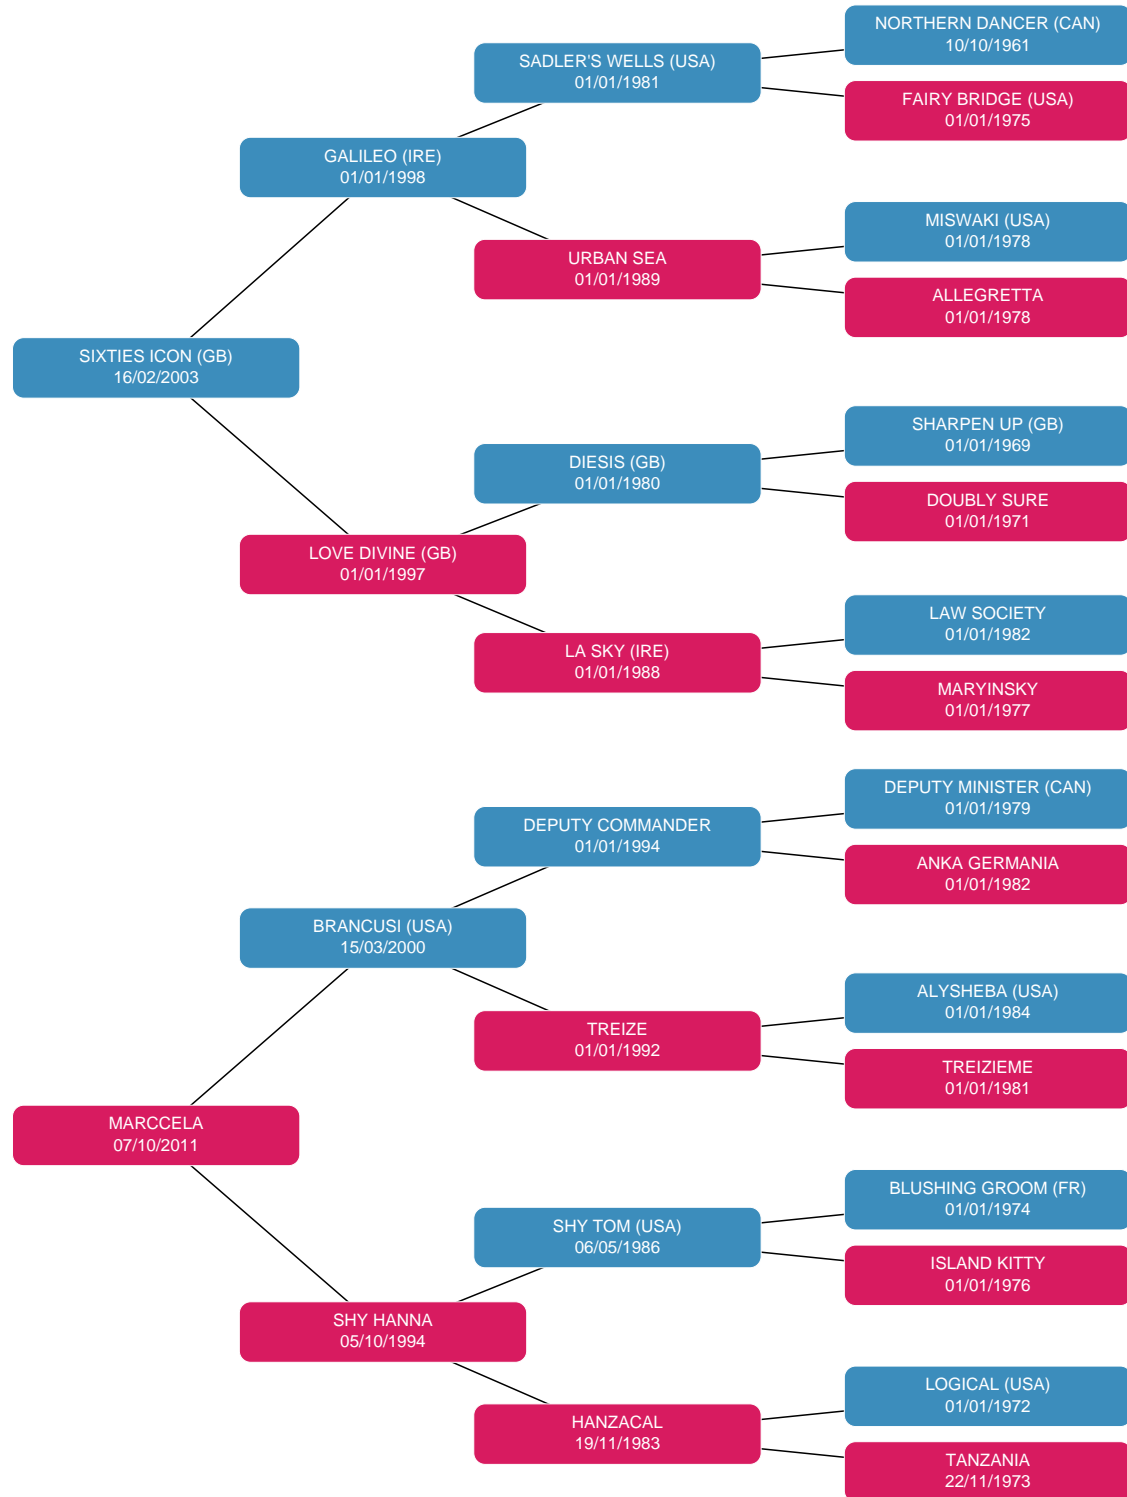 NORTHERN DANCER (CAN)
10/10/1961
SADLER'S WELLS (USA)
01/01/1981
FAIRY BRIDGE (USA)
01/01/1975
GALILEO (IRE)
01/01/1998
MISWAKI (USA)
01/01/1978
URBAN SEA
01/01/1989
ALLEGRETTA
01/01/1978
SIXTIES ICON (GB)
16/02/2003
SHARPEN UP (GB)
01/01/1969
DIESIS (GB)
01/01/1980
DOUBLY SURE
01/01/1971
LOVE DIVINE (GB)
01/01/1997
LAW SOCIETY
01/01/1982
LA SKY (IRE)
01/01/1988
MARYINSKY
01/01/1977
DEPUTY MINISTER (CAN)
01/01/1979
DEPUTY COMMANDER
01/01/1994
ANKA GERMANIA
01/01/1982
BRANCUSI (USA)
15/03/2000
ALYSHEBA (USA)
01/01/1984
TREIZE
01/01/1992
TREIZIEME
01/01/1981
MARCCELA
07/10/2011
BLUSHING GROOM (FR)
01/01/1974
SHY TOM (USA)
06/05/1986
ISLAND KITTY
01/01/1976
SHY HANNA
05/10/1994
LOGICAL (USA)
01/01/1972
HANZACAL
19/11/1983
TANZANIA
22/11/1973